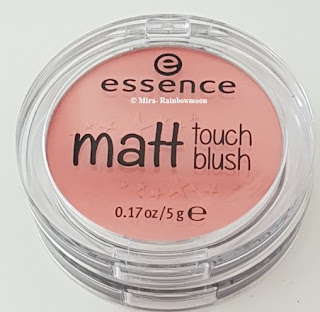 essence
© Mira- Rainbowmoon
matt touch
blush
0.17 oz/5 g ℮